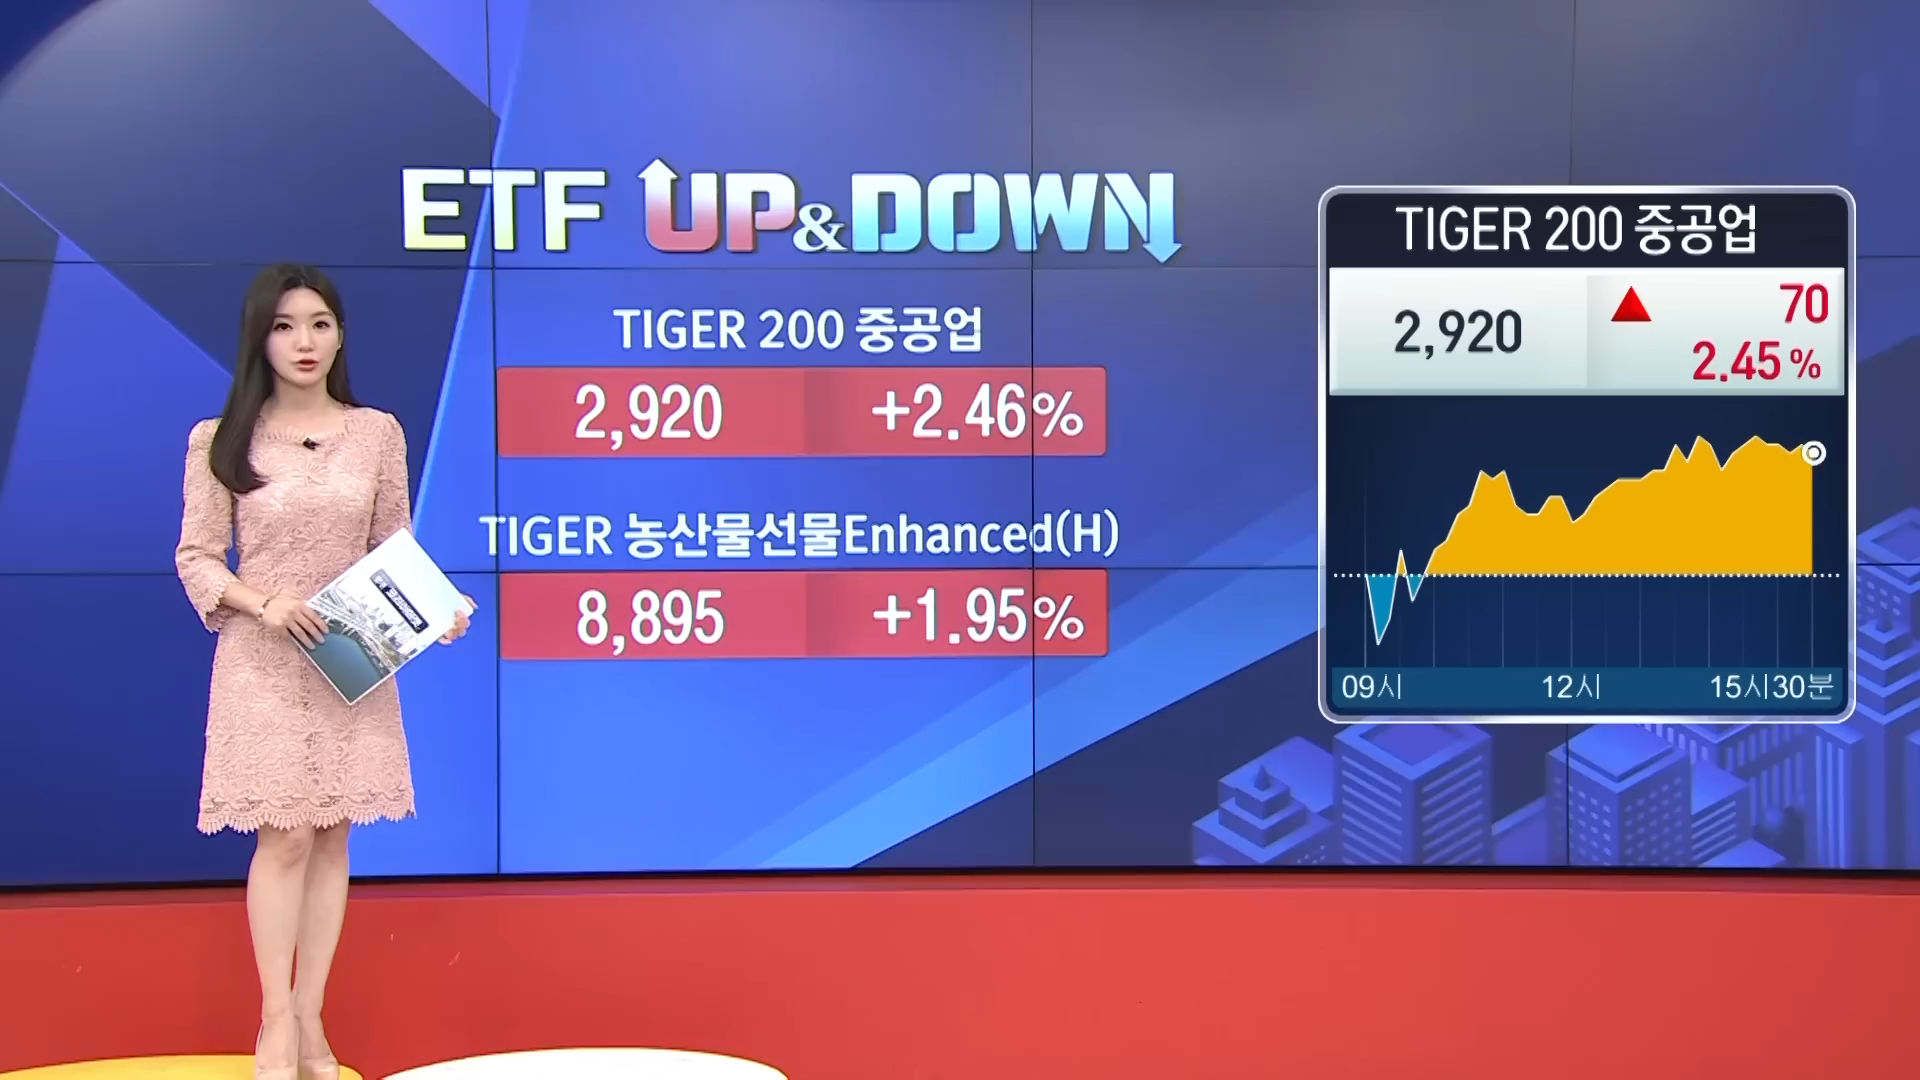 ETF UP&DOWN
TIGER 200 중공업
2,920 +2.46%
TIGER 농산물선물Enhanced(H)
8,895 +1.95%
TIGER 200 중공업
2,920
▲ 70
2.45%
09시 12시 15시30분